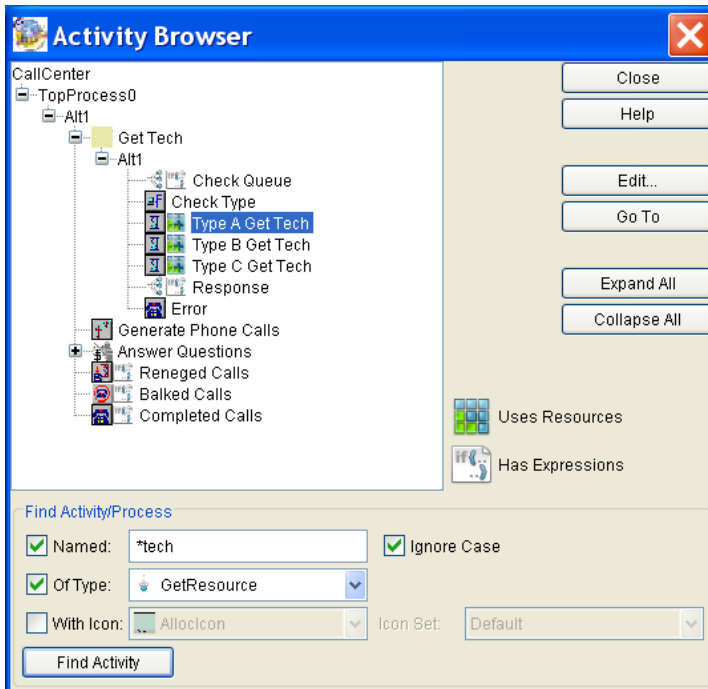 Activity Browser
CallCenter
TopProcess0
Alt1
Get Tech
Alt1
Check Queue
Check Type
Type A Get Tech
Type B Get Tech
Type C Get Tech
Response
Error
Generate Phone Calls
Answer Questions
Reneged Calls
Balked Calls
Completed Calls
Close
Help
Edit...
Go To
Expand All
Collapse All
Uses Resources
Has Expressions
Find Activity/Process
Named: *tech Ignore Case
Of Type: GetResource
With Icon: AllocIcon Icon Set: Default
Find Activity